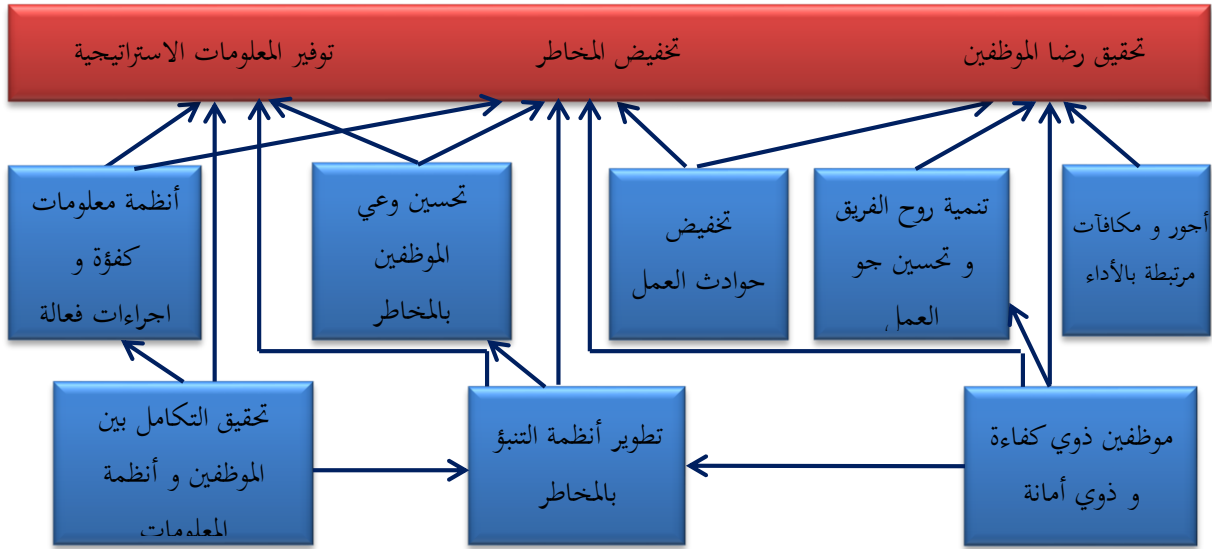 تحقيق رضا الموظفين
تخفيض المخاطر
توفير المعلومات الاستراتيجية
أجور و مكافآت
مرتبطة بالأداء
تنمية روح الفريق
و تحسين جو
العمل
تخفيض
حوادث العمل
تحسين وعي
الموظفين
بالمخاطر
أنظمة معلومات
كفؤة و
اجراءات فعالة
موظفين ذوي كفاءة
و ذوي أمانة
تطوير أنظمة التنبؤ
بالمخاطر
تحقيق التكامل بين
الموظفين و أنظمة
المعلومات